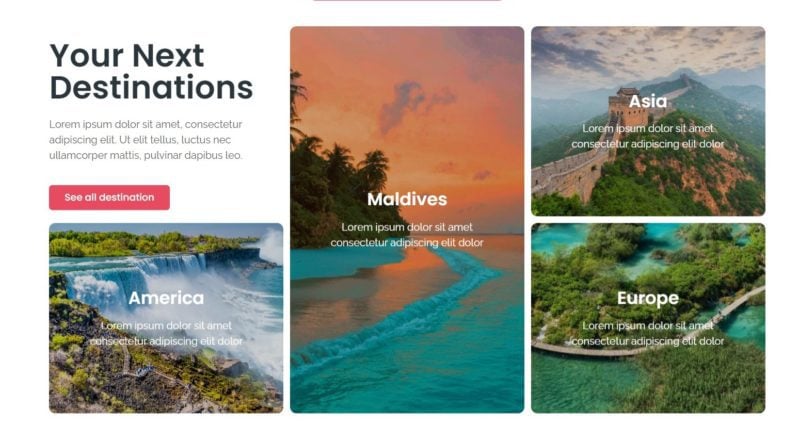 Your Next
Destinations
Lorem ipsum dolor sit amet, consectetur
adipiscing elit. Ut elit tellus, luctus nec
ullamcorper mattis, pulvinar dapibus leo.
See all destination
America
Lorem ipsum dolor sit amet,
consectetur adipiscing elit dolor
Maldives
Lorem ipsum dolor sit amet,
consectetur adipiscing elit dolor
Asia
Lorem ipsum dolor sit amet,
consectetur adipiscing elit dolor
Europe
Lorem ipsum dolor sit amet,
consectetur adipiscing elit dolor